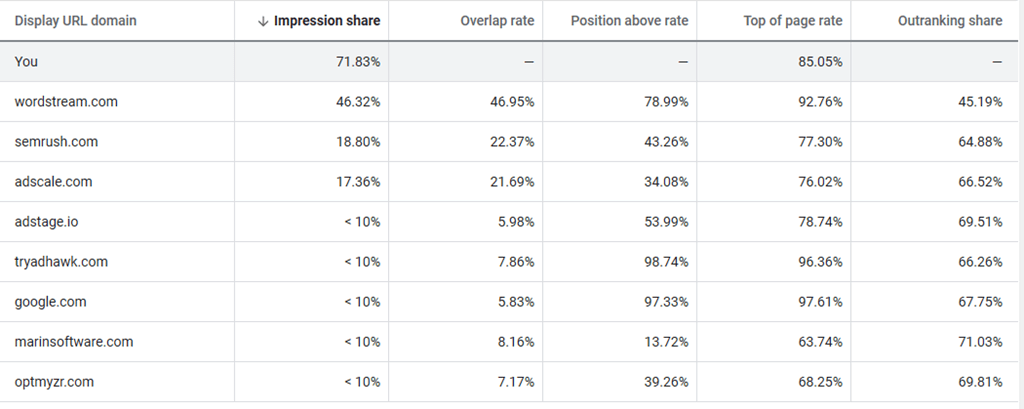 Display URL domain ↓ Impression share Overlap rate Position above rate Top of page rate Outranking share
You 71.83% — — 85.05% —
wordstream.com 46.32% 46.95% 78.99% 92.76% 45.19%
semrush.com 18.80% 22.37% 43.26% 77.30% 64.88%
adscale.com 17.36% 21.69% 34.08% 76.02% 66.52%
adstage.io < 10% 5.98% 53.99% 78.74% 69.51%
tryadhawk.com < 10% 7.86% 98.74% 96.36% 66.26%
google.com < 10% 5.83% 97.33% 97.61% 67.75%
marinsoftware.com < 10% 8.16% 13.72% 63.74% 71.03%
optmyzr.com < 10% 7.17% 39.26% 68.25% 69.81%